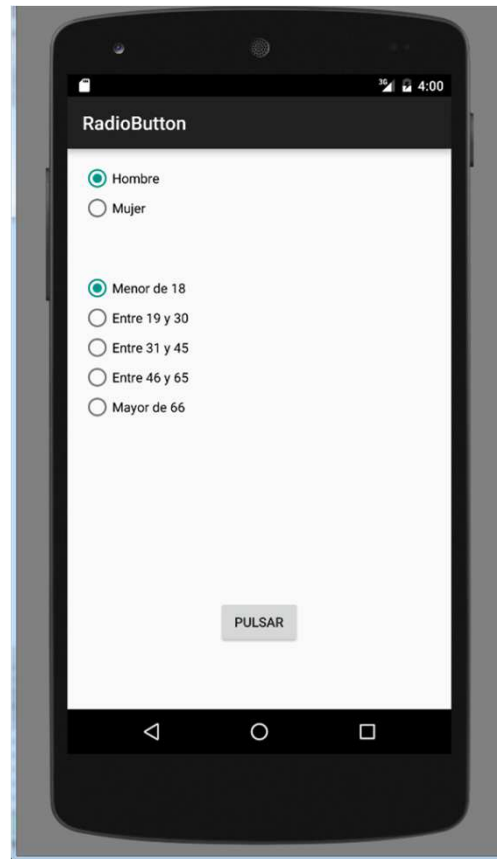 3G 4:00
RadioButton
Hombre
Mujer
Menor de 18
Entre 19 y 30
Entre 31 y 45
Entre 46 y 65
Mayor de 66
PULSAR